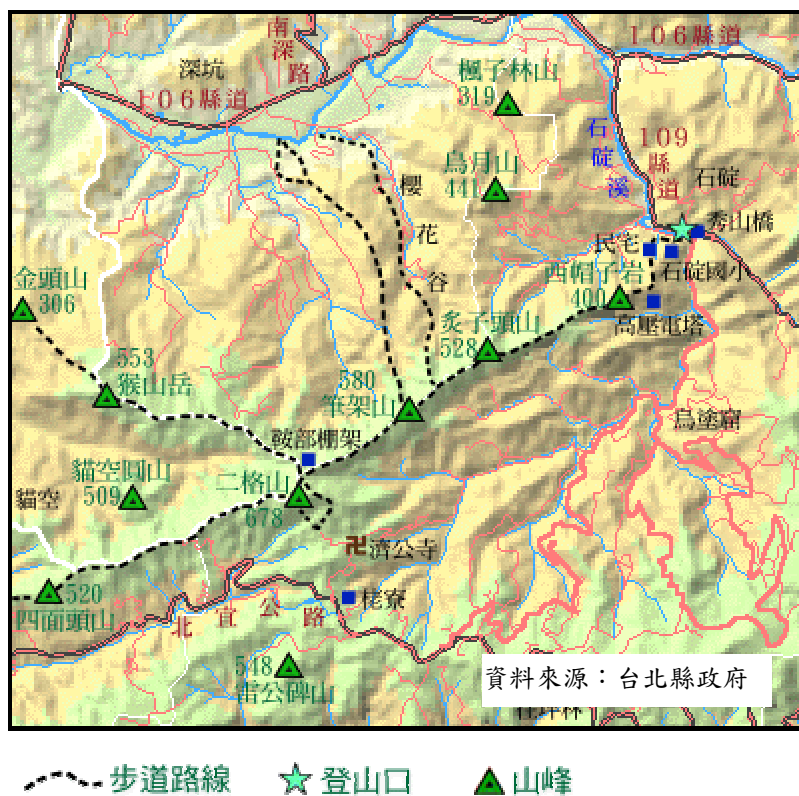 南深路
106縣道
深坑
106縣道
楓子林山
319
石碇溪
109縣道
烏月山
441
石碇
櫻花谷
秀山橋
民宅
石碇國小
西帽子岩
400
高壓電塔
金頭山
306
炙子頭山
528
553
猴山岳
580
筆架山
烏塗窟
鞍部棚架
貓空圓山
509
貓空
二格山
678
卍濟公寺
520
四面頭山
栳寮
北宜公路
548
雷公碑山
資料來源：台北縣政府
步道路線
登山口
山峰